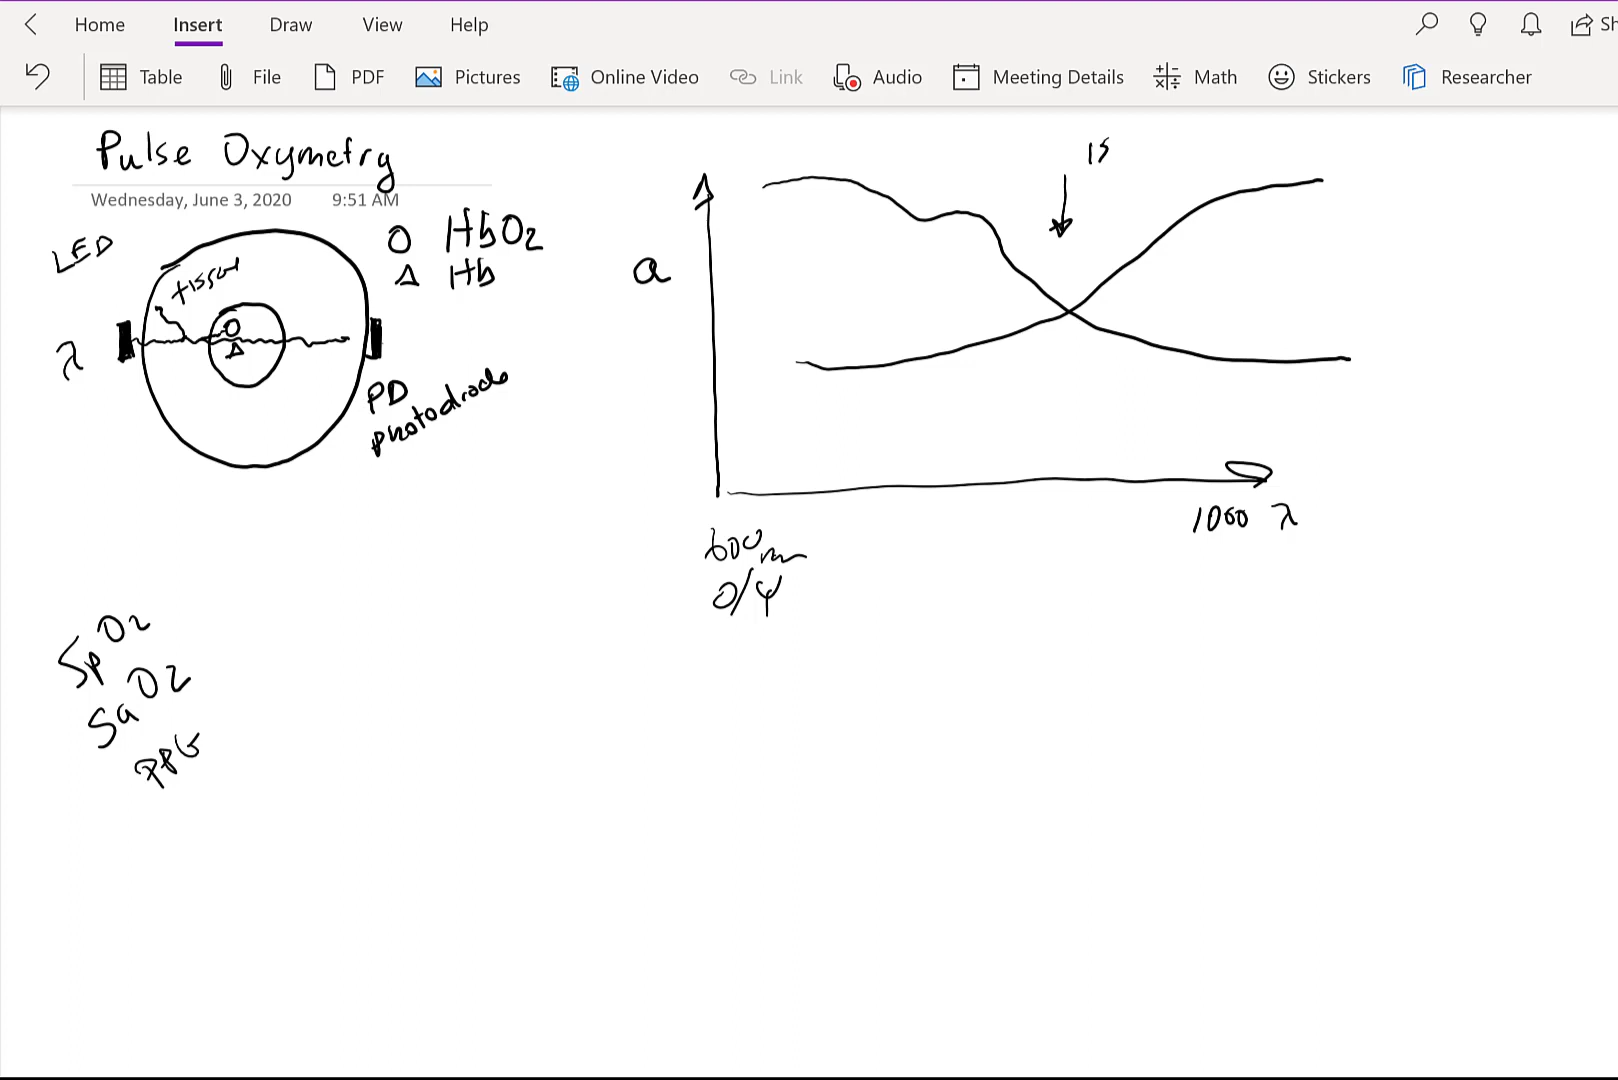 Home Insert Draw View Help Sh
Table File PDF Pictures Online Video Link Audio Meeting Details Math Stickers Researcher
Pulse Oxymetry
Wednesday, June 3, 2020 9:51 AM
LED
tissue
O HbO2
Δ Hb
λ
O
Δ
PD
photodiode
a
is
600nm
O/
1000 λ
SpO2
SaO2
PPG